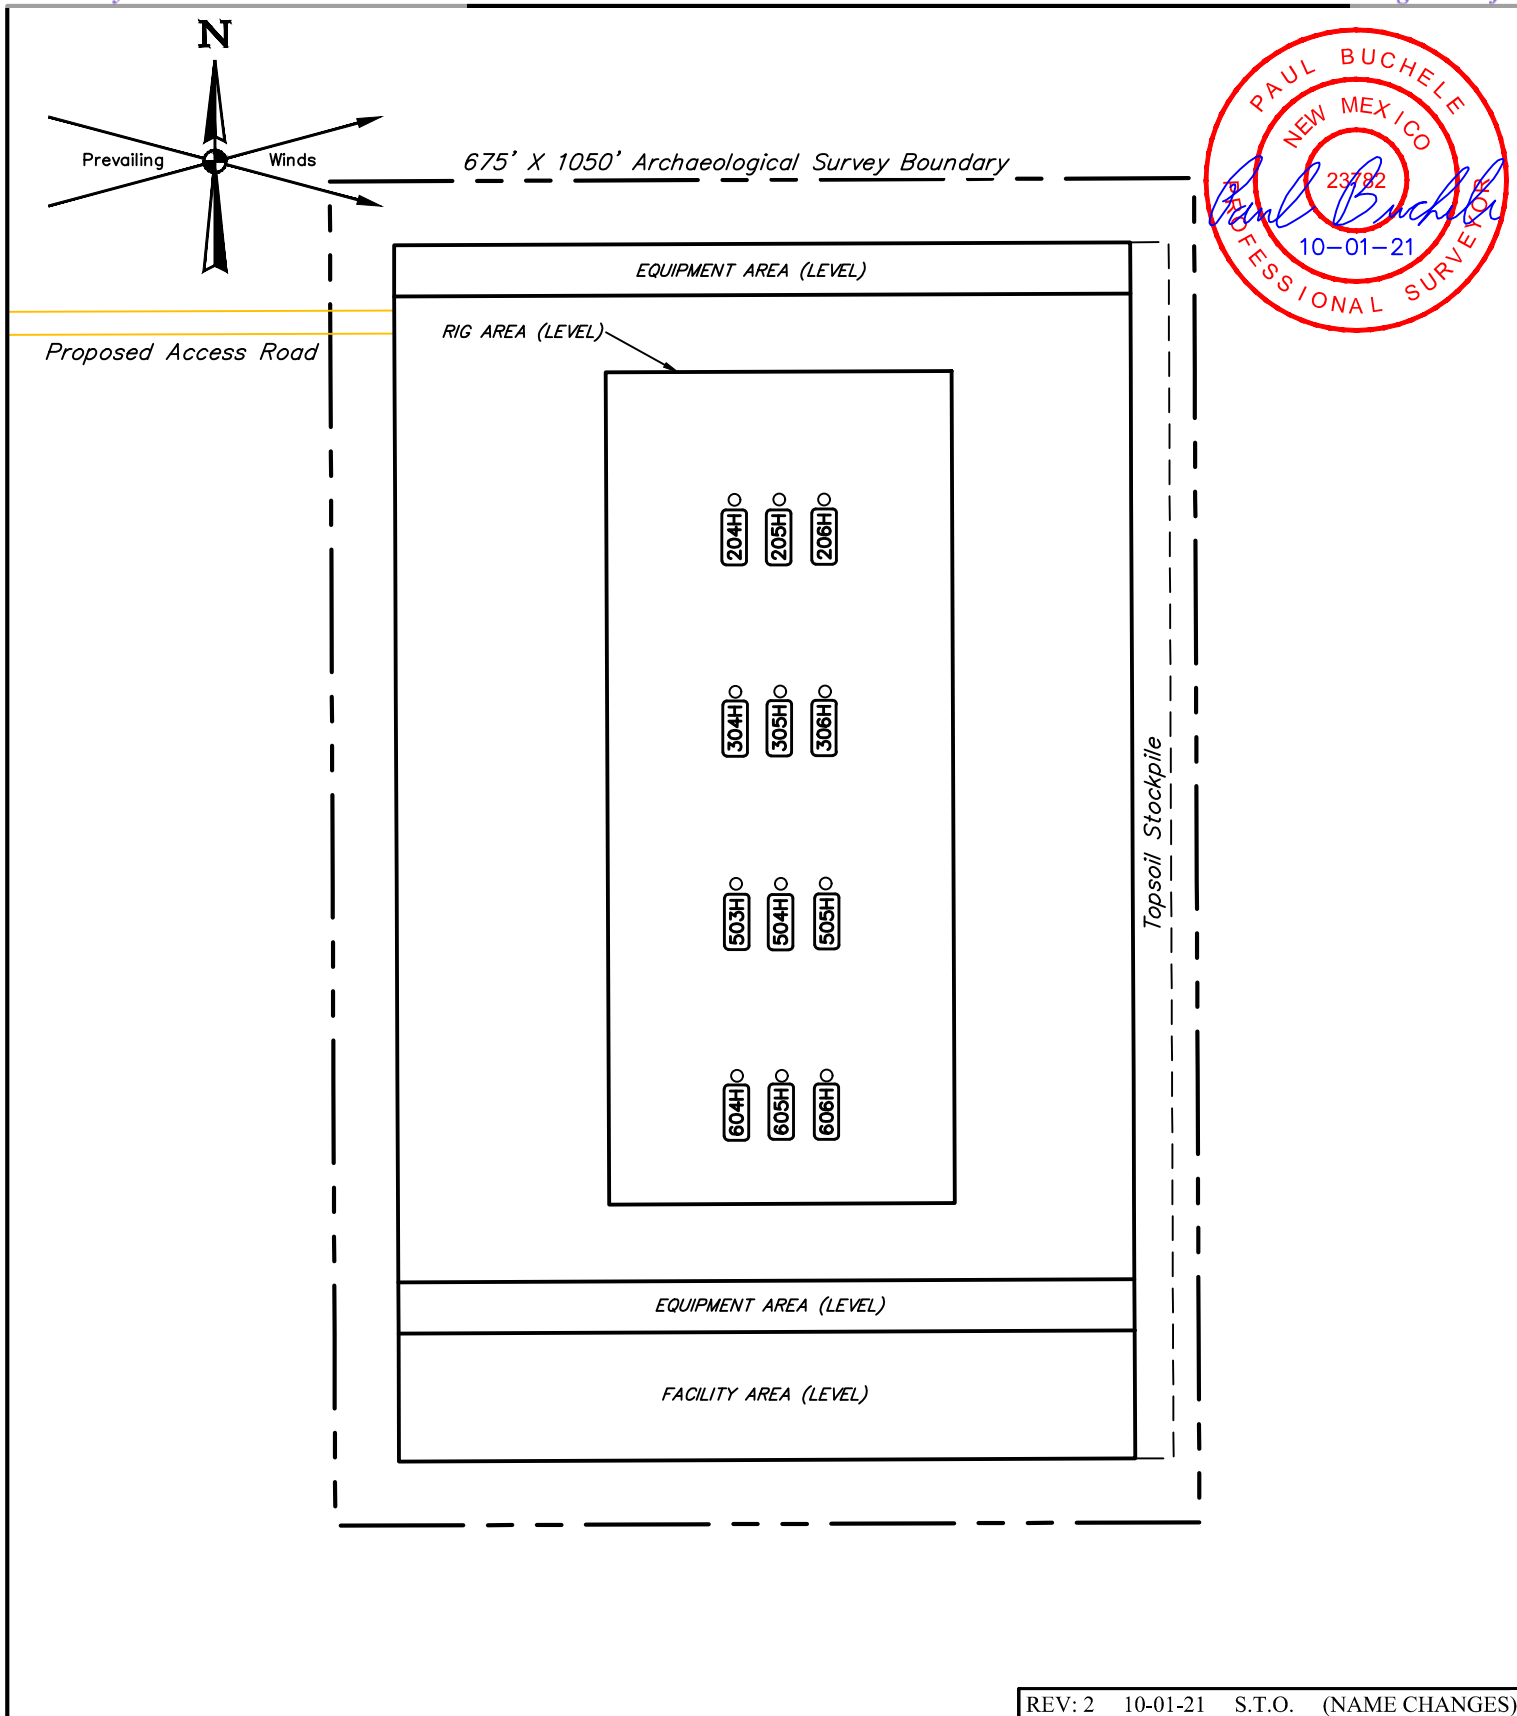 N
Prevailing Winds
675' X 1050' Archaeological Survey Boundary
PAUL BUCHELE
NEW MEXICO
23782
PROFESSIONAL SURVEYOR
Paul Buchele
10-01-21
EQUIPMENT AREA (LEVEL)
RIG AREA (LEVEL)
Proposed Access Road
204H 205H 206H
304H 305H 306H
Topsoil Stockpile
503H 504H 505H
604H 605H 606H
EQUIPMENT AREA (LEVEL)
FACILITY AREA (LEVEL)
REV: 2 10-01-21 S.T.O. (NAME CHANGES)